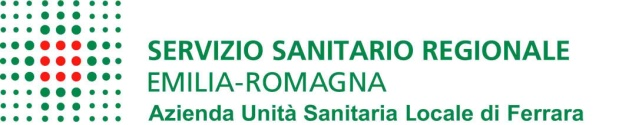 SERVIZIO SANITARIO REGIONALE
EMILIA-ROMAGNA
Azienda Unità Sanitaria Locale di Ferrara